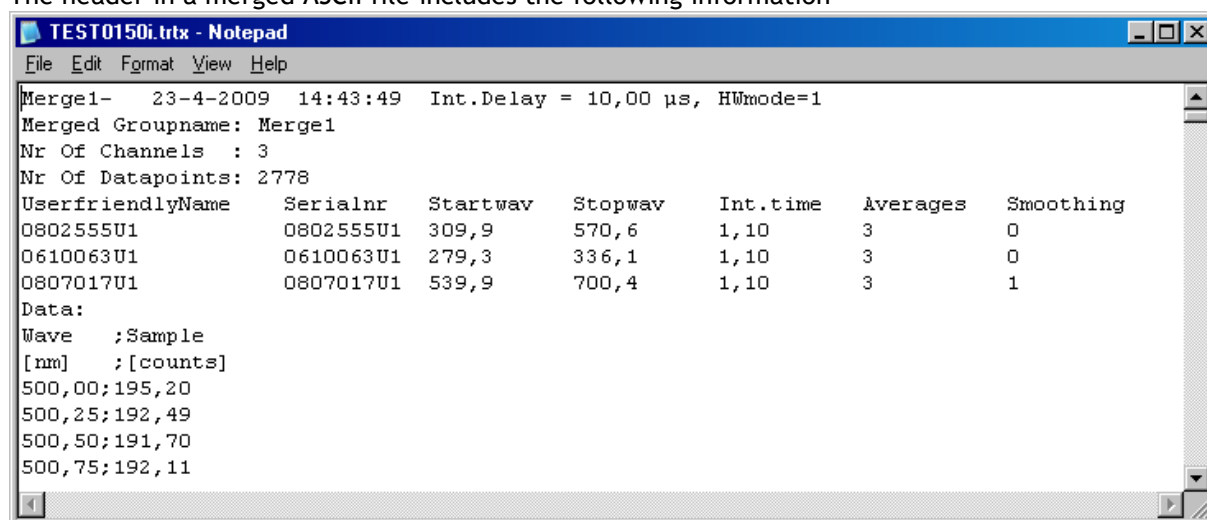 The header in a merged ASCII file includes the following information
TEST0150i.trtx - Notepad
File Edit Format View Help
Merge1-   23-4-2009  14:43:49  Int.Delay = 10,00 µs, HWmode=1
Merged Groupname: Merge1
Nr Of Channels  : 3
Nr Of Datapoints: 2778
UserfriendlyName    Serialnr   Startwav   Stopwav    Int.time   Averages   Smoothing
0802555U1           0802555U1  309,9      570,6      1,10       3          0
0610063U1           0610063U1  279,3      336,1      1,10       3          0
0807017U1           0807017U1  539,9      700,4      1,10       3          1
Data:
Wave   ;Sample
[nm]   ;[counts]
500,00;195,20
500,25;192,49
500,50;191,70
500,75;192,11